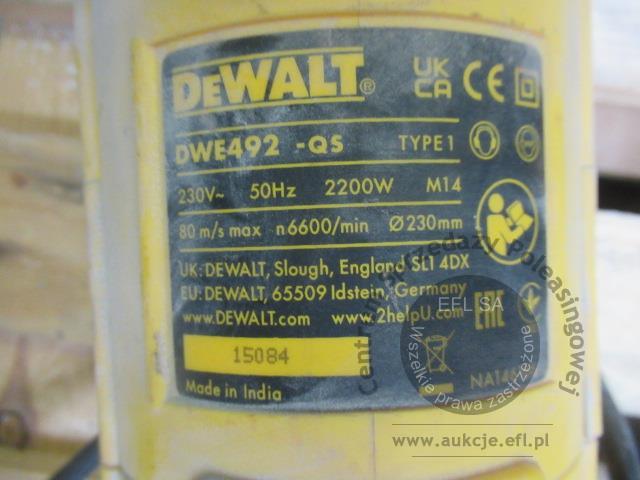 DEWALT®
UK CA CE
DWE492 -QS TYPE 1
230V~ 50Hz 2200W M14
80 m/s max n6600/min Ø230mm
UK: DEWALT, Slough, England SL1 4DX
EU: DEWALT, 65509 Idstein, Germany
www.DEWALT.com www.2helpU.com
EAC
15084
Made in India
Centrum sprzedaży poleasingowej
EFL SA
Wszelkie prawa zastrzeżone
www.aukcje.efl.pl